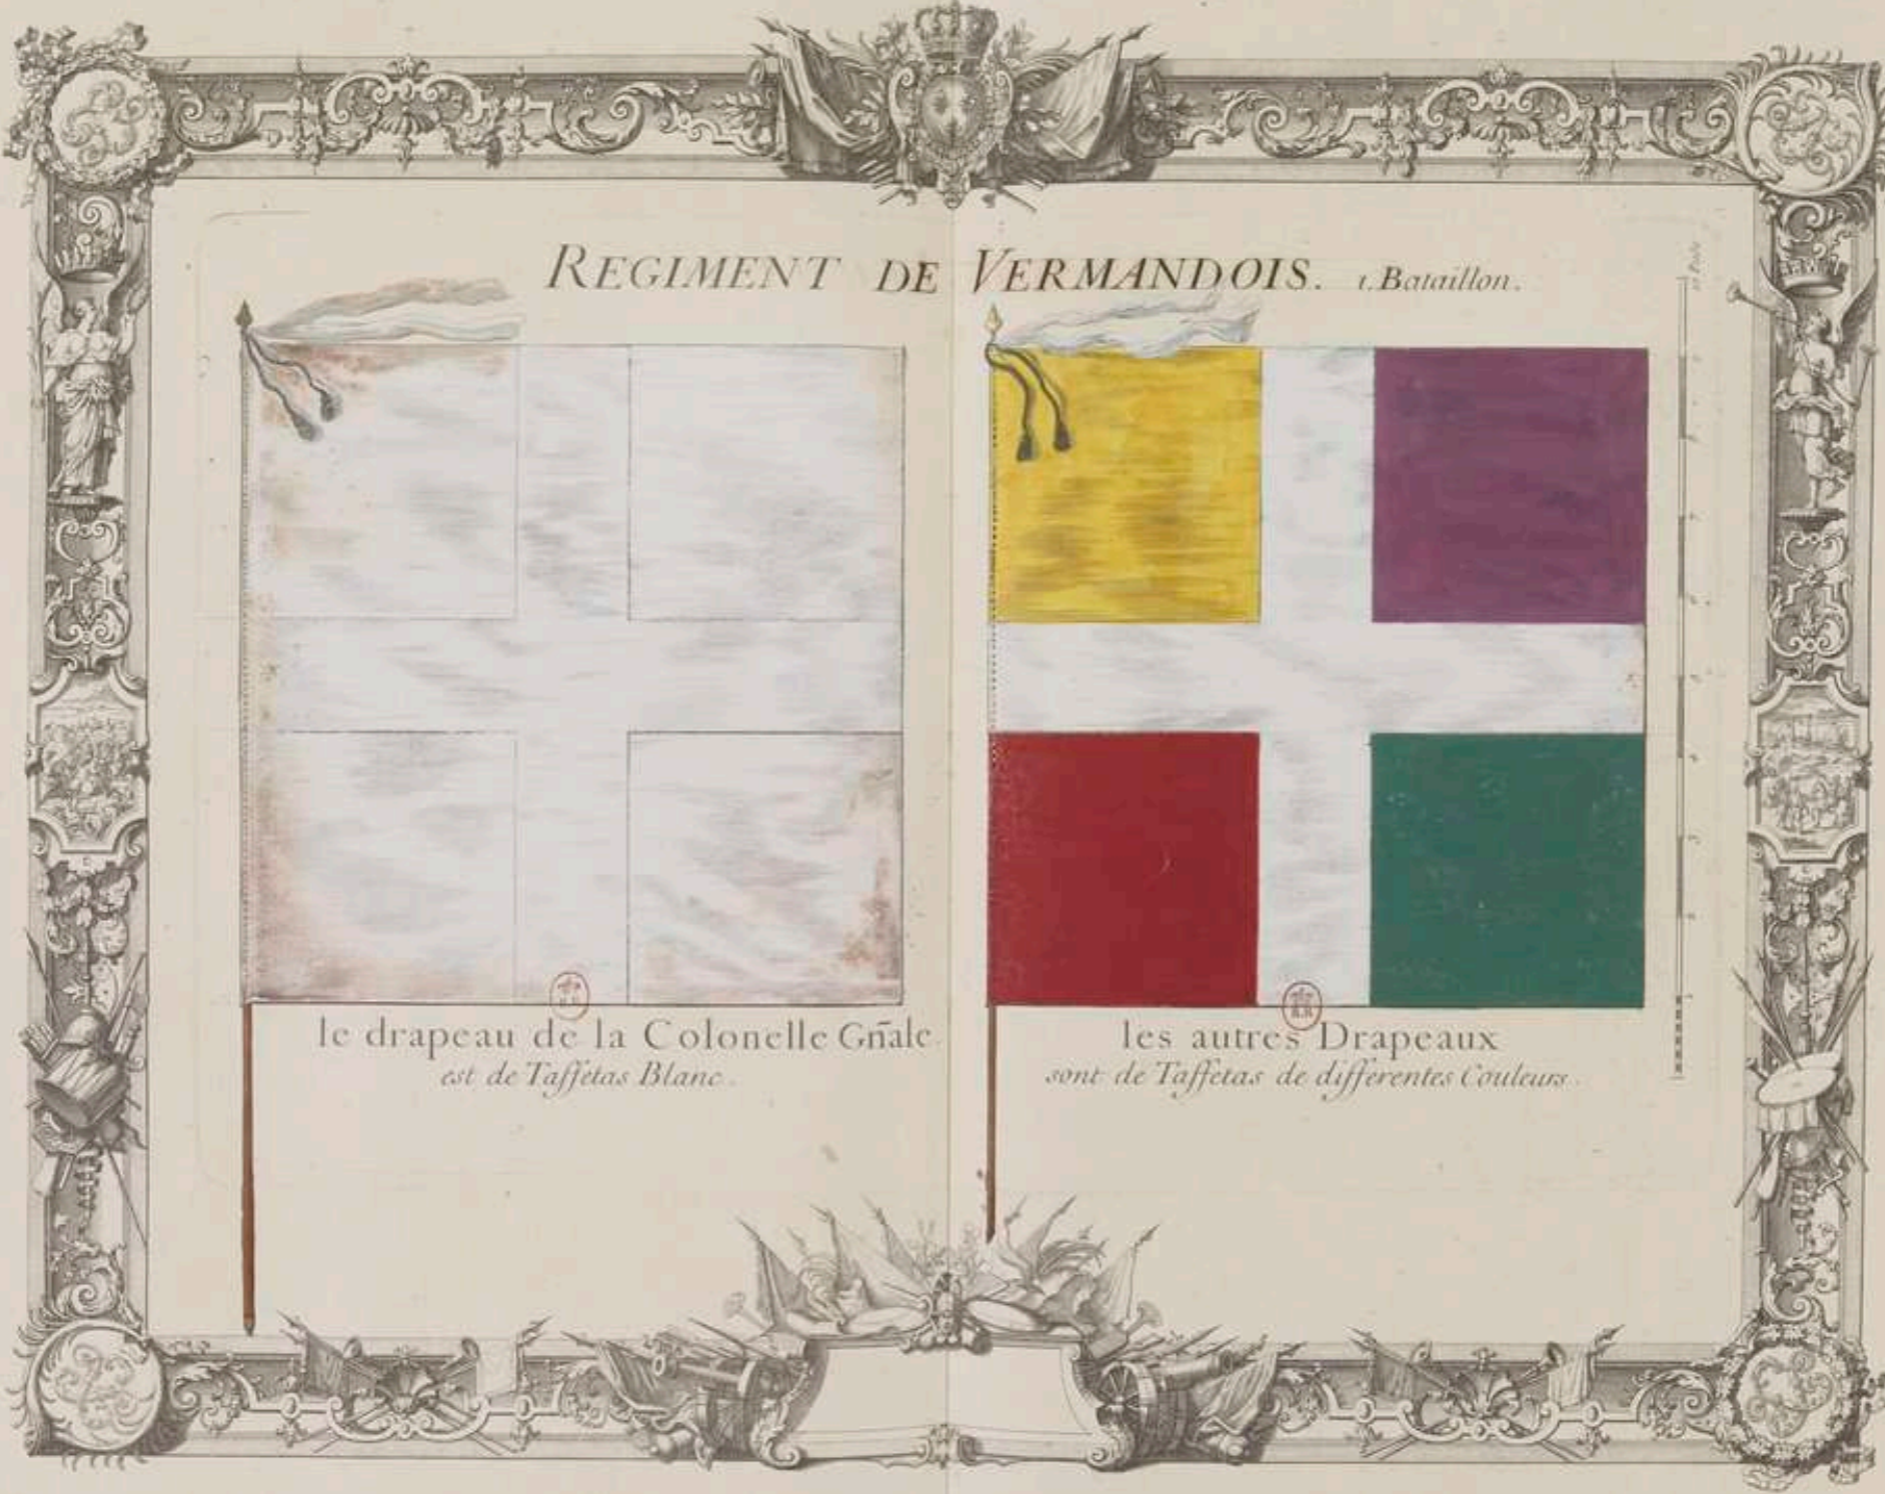 REGIMENT DE VERMANDOIS. 1. Bataillon.
le drapeau de la Colonelle Gñale
est de Taffetas Blanc.
les autres Drapeaux
sont de Taffetas de differentes Couleurs.